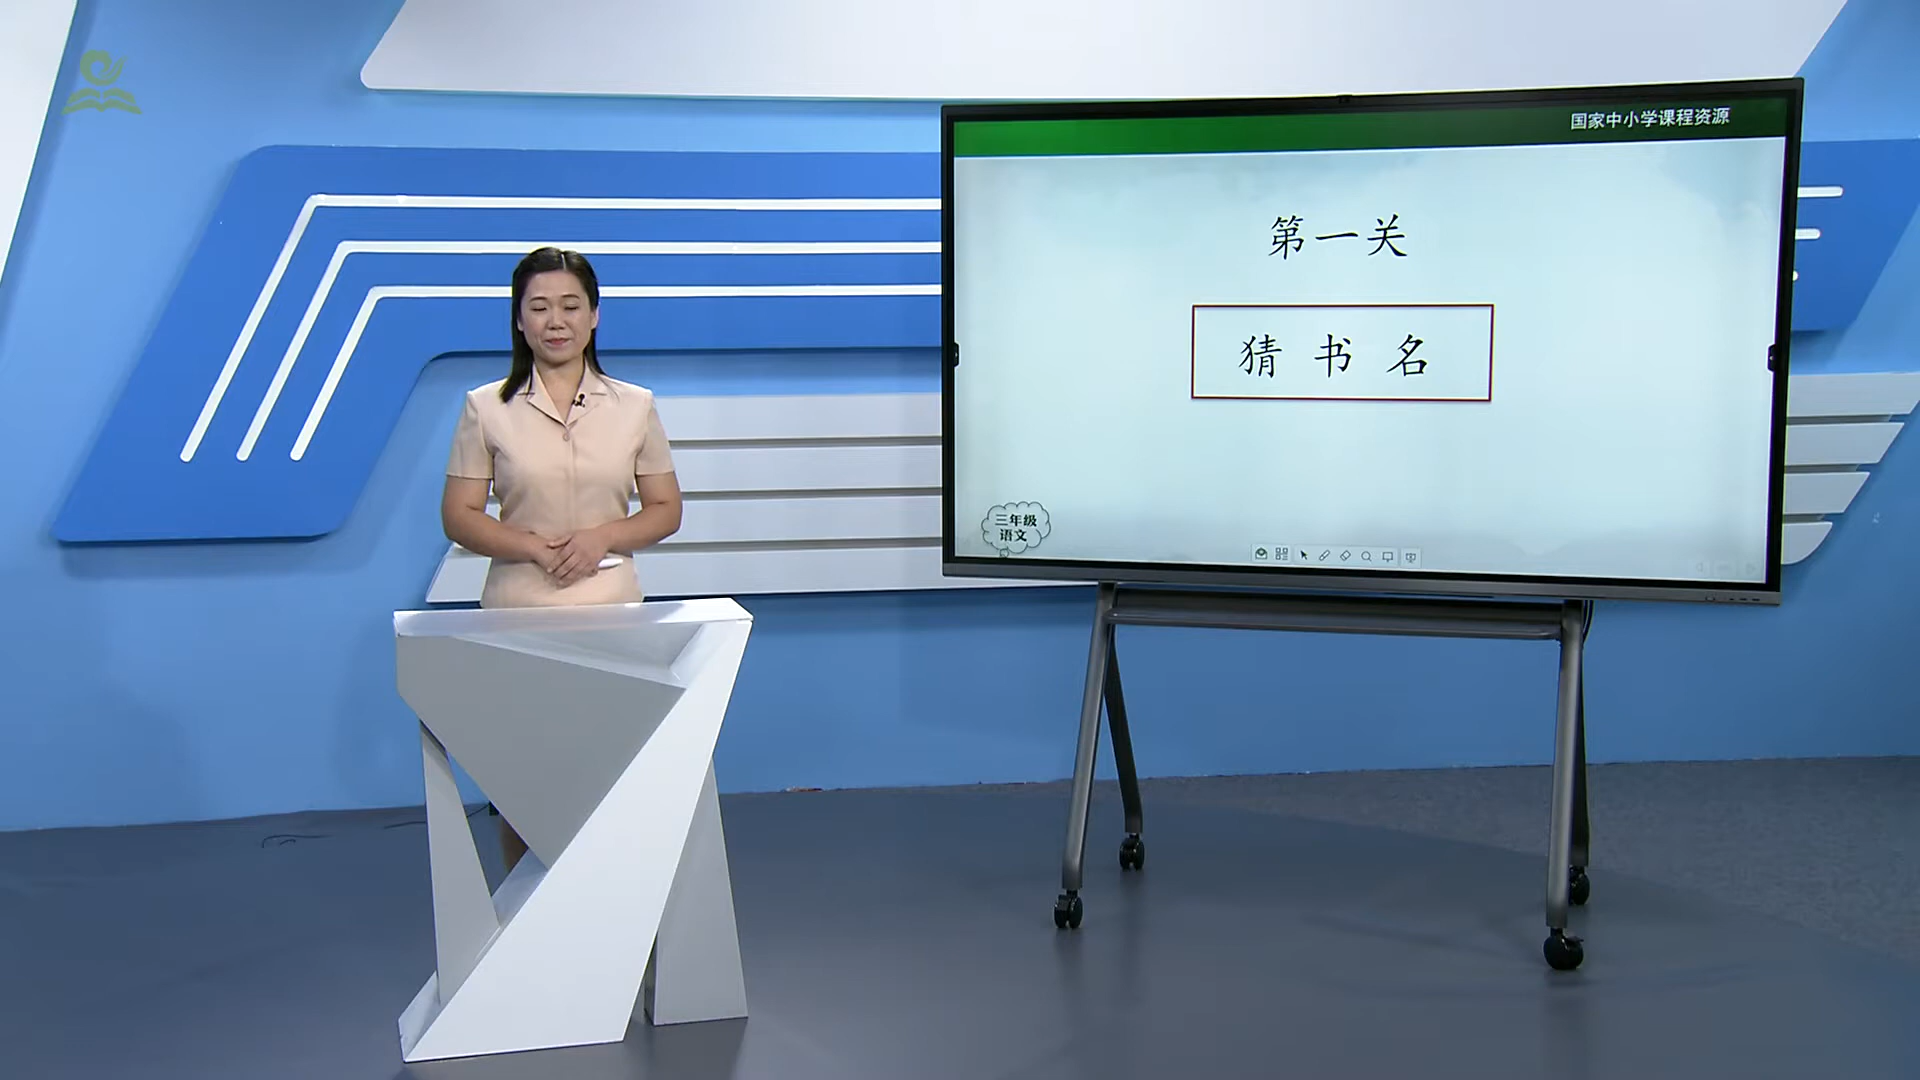 国家中小学课程资源
第一关
猜书名
三年级
语文